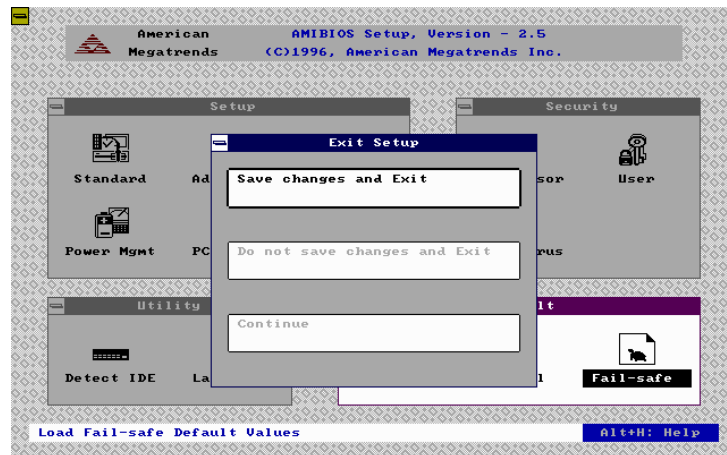 American AMIBIOS Setup, Version - 2.5
Megatrends (C)1996, American Megatrends Inc.
Setup
Security
Exit Setup
Standard Ad Save changes and Exit sor User
Power Mgmt PC Do not save changes and Exit rus
Utility lt
Continue
Detect IDE La l Fail-safe
Load Fail-safe Default Values Alt+H: Help